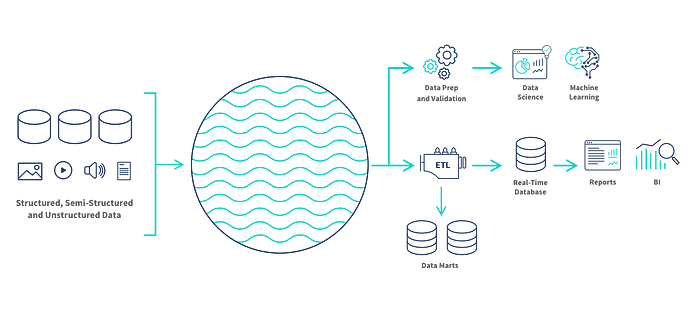 Structured, Semi-Structured
and Unstructured Data
Data Prep
and Validation
Data
Science
Machine
Learning
ETL
Real-Time
Database
Reports
BI
Data Marts